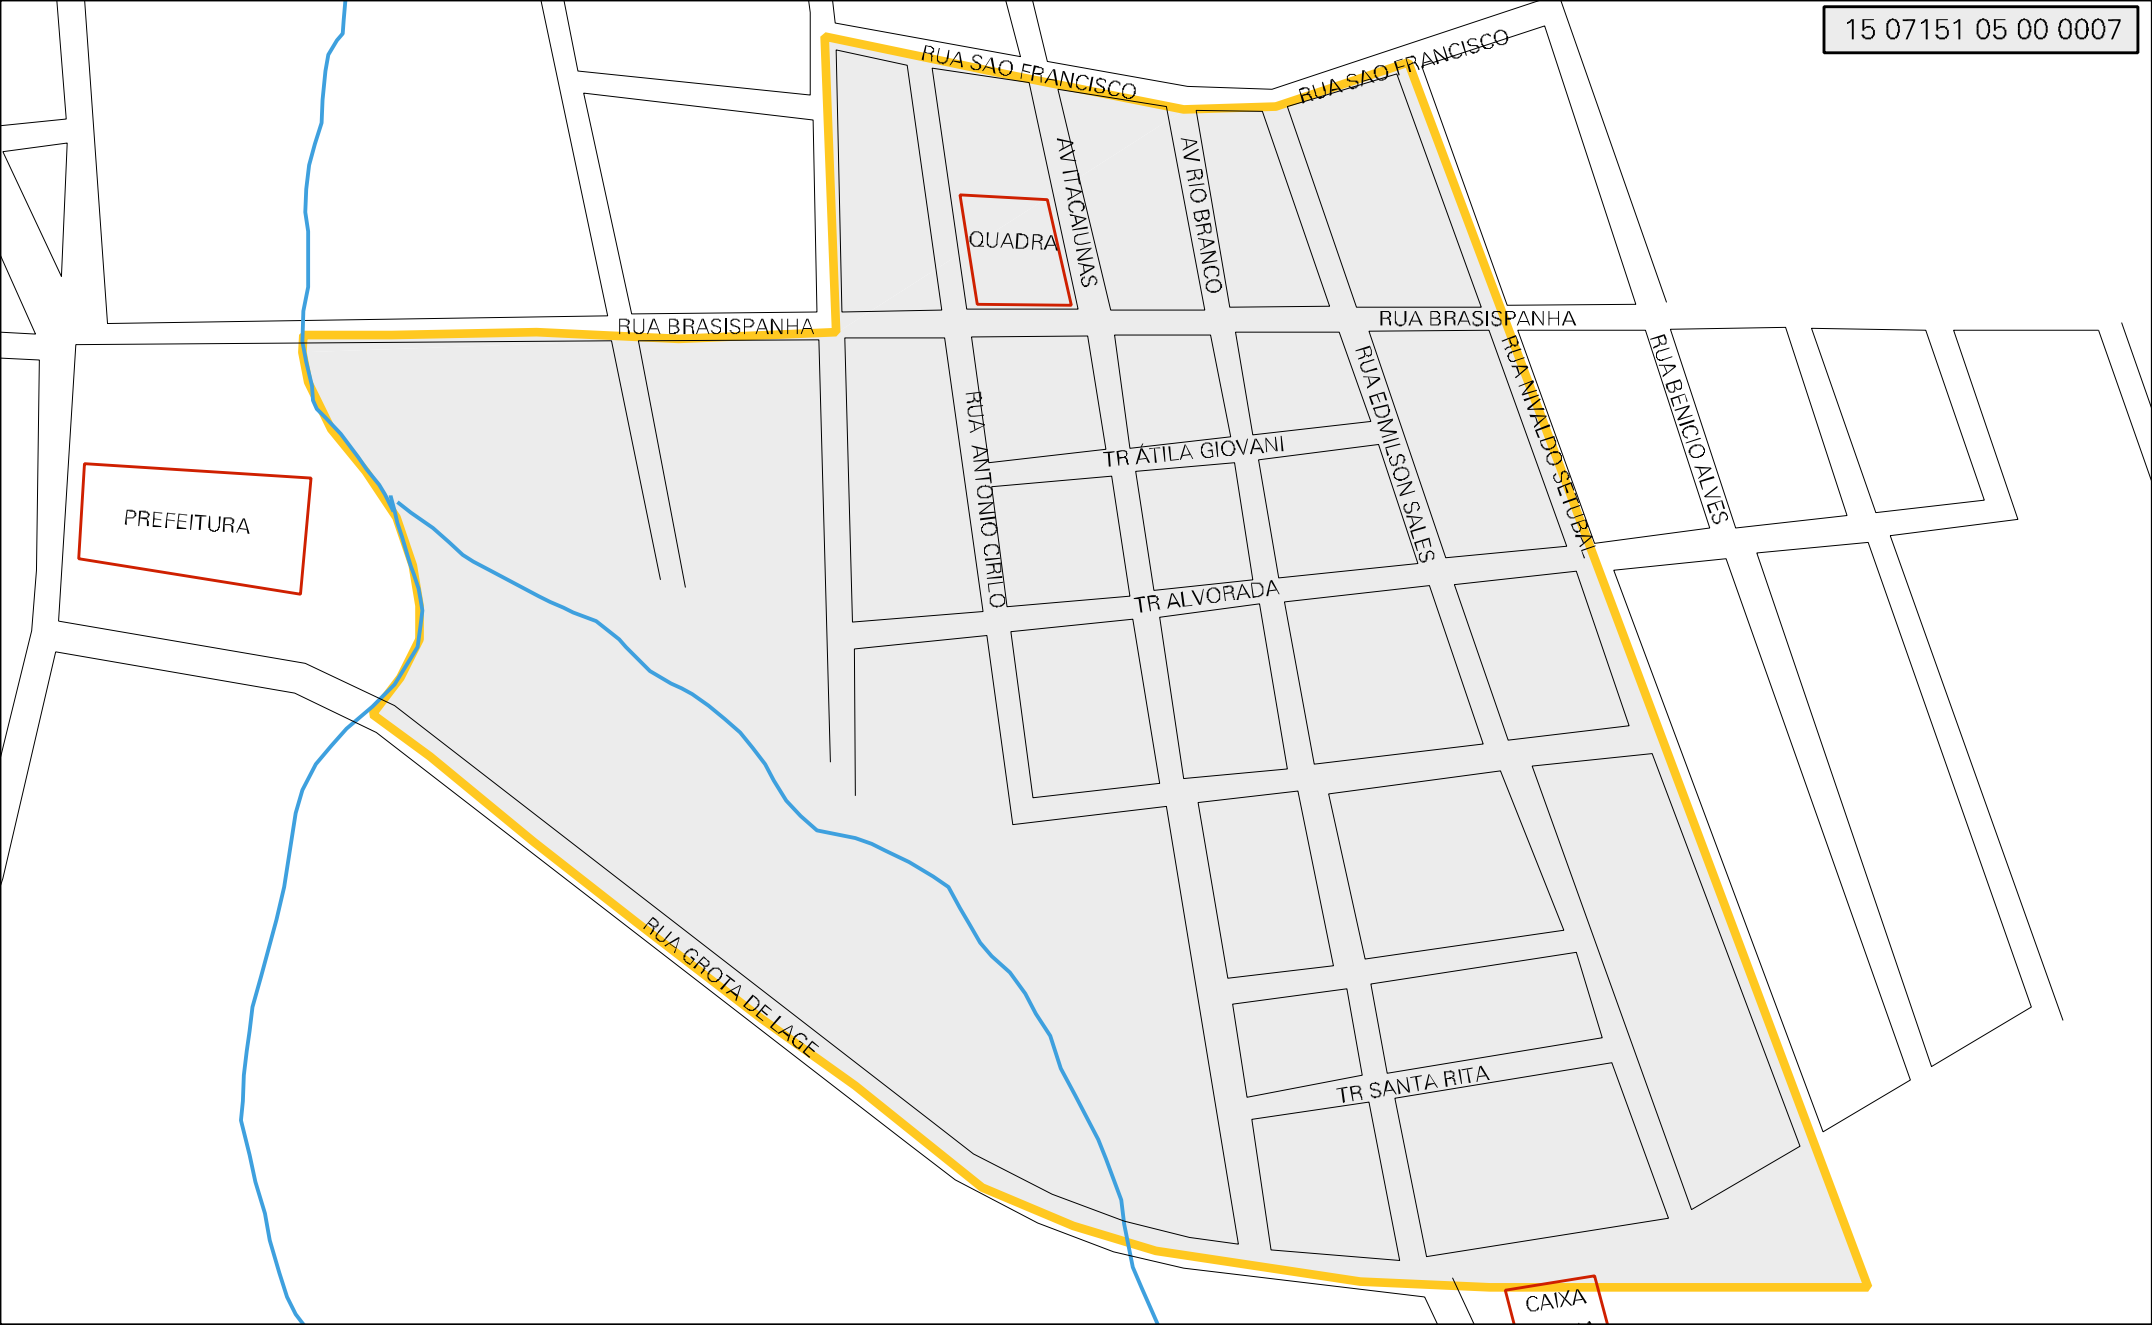 15 07151 05 00 0007
RUA SAO FRANCISCO
RUA SAO FRANCISCO
AV ITACAIUNAS
AV RIO BRANCO
QUADRA
RUA BRASISPANHA
RUA BRASISPANHA
RUA NIVALDO SETUBAL
RUA BENICIO ALVES
RUA EDMILSON SALES
RUA ANTONIO CIRILO
TR ÁTILA GIOVANI
PREFEITURA
TR ALVORADA
RUA GROTA DE LAGE
TR SANTA RITA
CAIXA